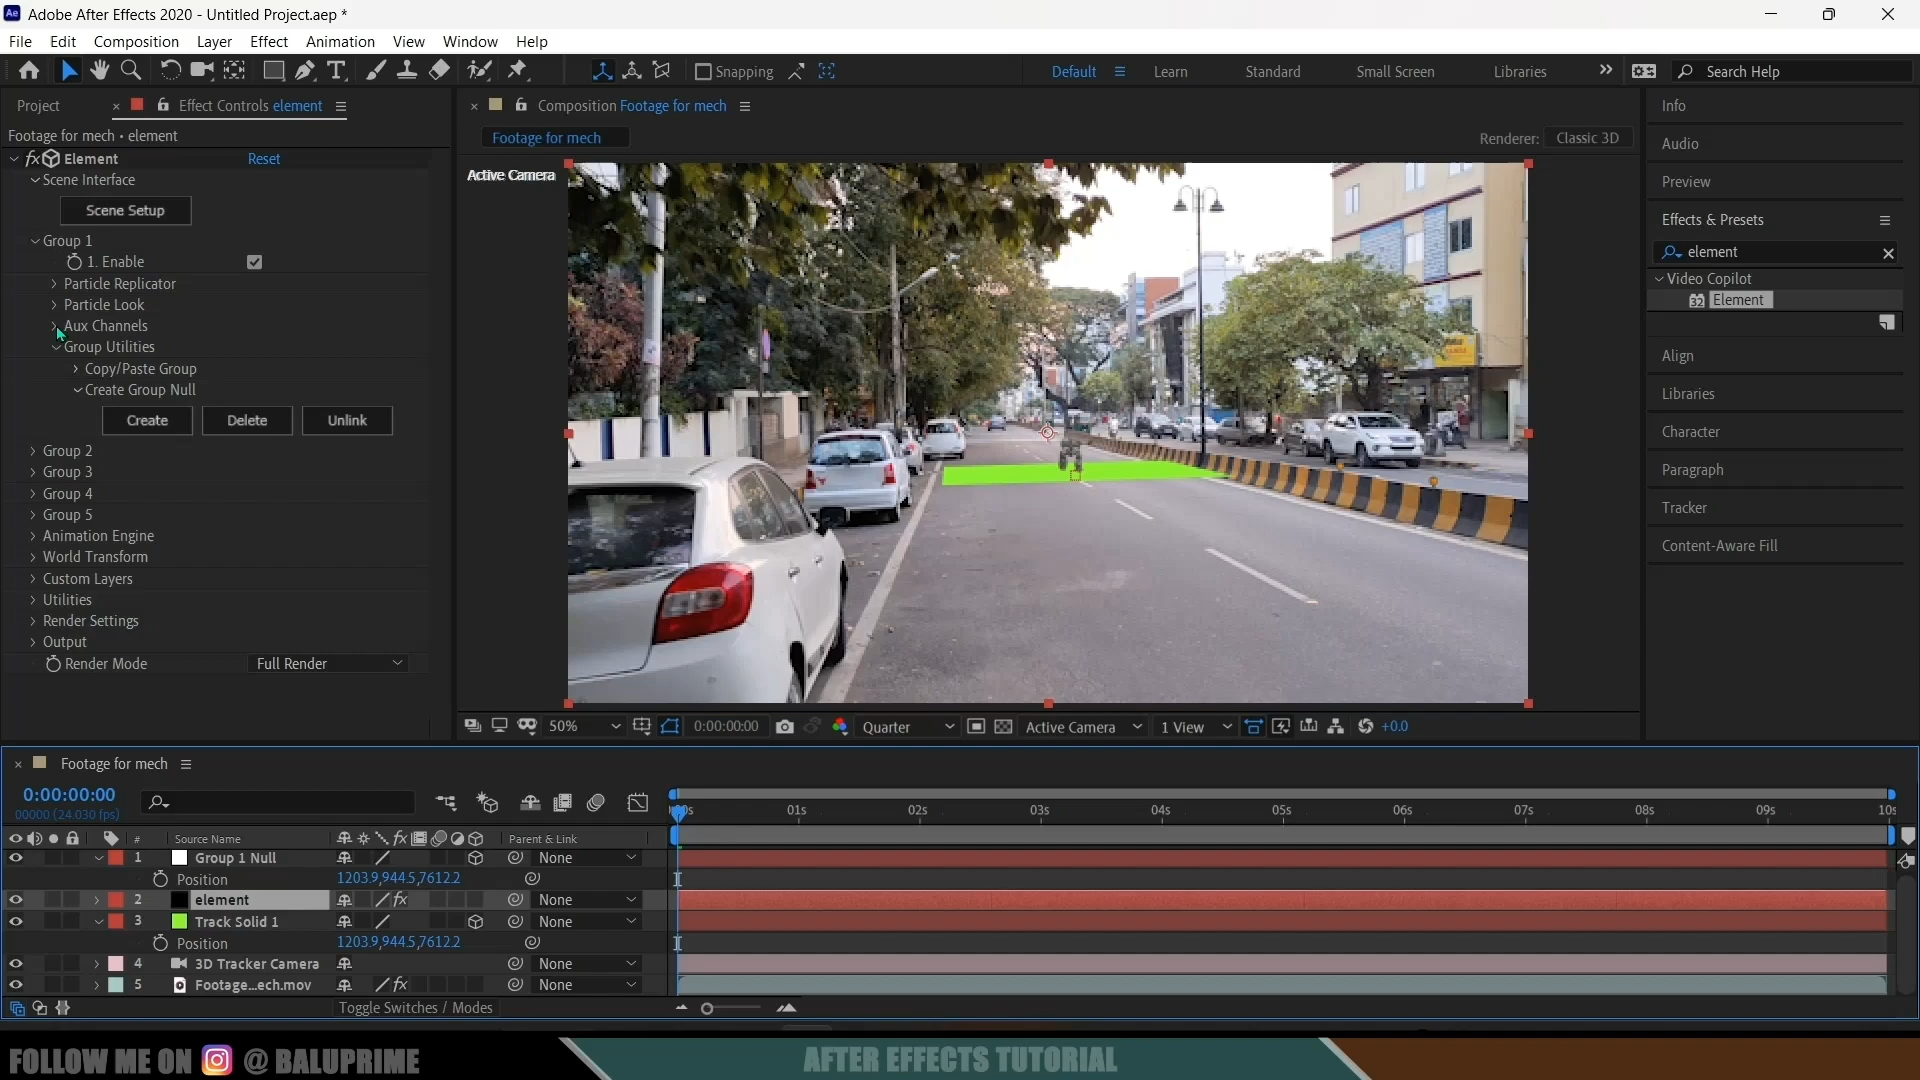 Adobe After Effects 2020 - Untitled Project.aep *
File Edit Composition Layer Effect Animation View Window Help
Snapping Default Learn Standard Small Screen Libraries Search Help
Project Effect Controls element Composition Footage for mech
Footage for mech • element
Footage for mech Renderer: Classic 3D
Element Reset
Scene Interface
Scene Setup
Group 1
1. Enable
Particle Replicator
Particle Look
Aux Channels
Group Utilities
Copy/Paste Group
Create Group Null
Create Delete Unlink
Group 2
Group 3
Group 4
Group 5
Animation Engine
World Transform
Custom Layers
Utilities
Render Settings
Output
Render Mode Full Render
Active Camera
50% 0:00:00:00 Quarter Active Camera 1 View +0.0
Info
Audio
Preview
Effects & Presets
element
Video Copilot
32 Element
Align
Libraries
Character
Paragraph
Tracker
Content-Aware Fill
Footage for mech
0:00:00:00
00000 (24.030 fps)
01s 02s 03s 04s 05s 06s 07s 08s 09s 10s
# Source Name Parent & Link
1 Group 1 Null None
Position 1203.9,944.5,7612.2
2 element None
3 Track Solid 1 None
Position 1203.9,944.5,7612.2
4 3D Tracker Camera None
5 Footage...ech.mov None
Toggle Switches / Modes
FOLLOW ME ON @ BALUPRIME
AFTER EFFECTS TUTORIAL